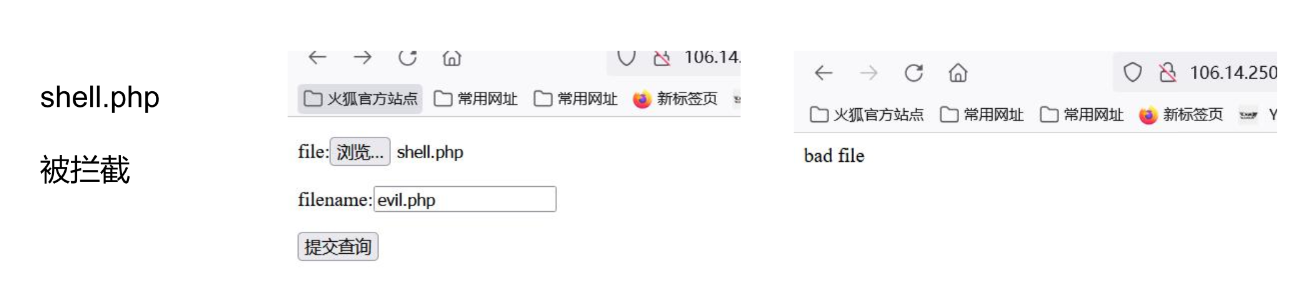 shell.php
被拦截
106.14.
火狐官方站点 常用网址 常用网址 新标签页
file: 浏览... shell.php
filename: evil.php
提交查询
106.14.250
火狐官方站点 常用网址 常用网址 新标签页 Y
bad file